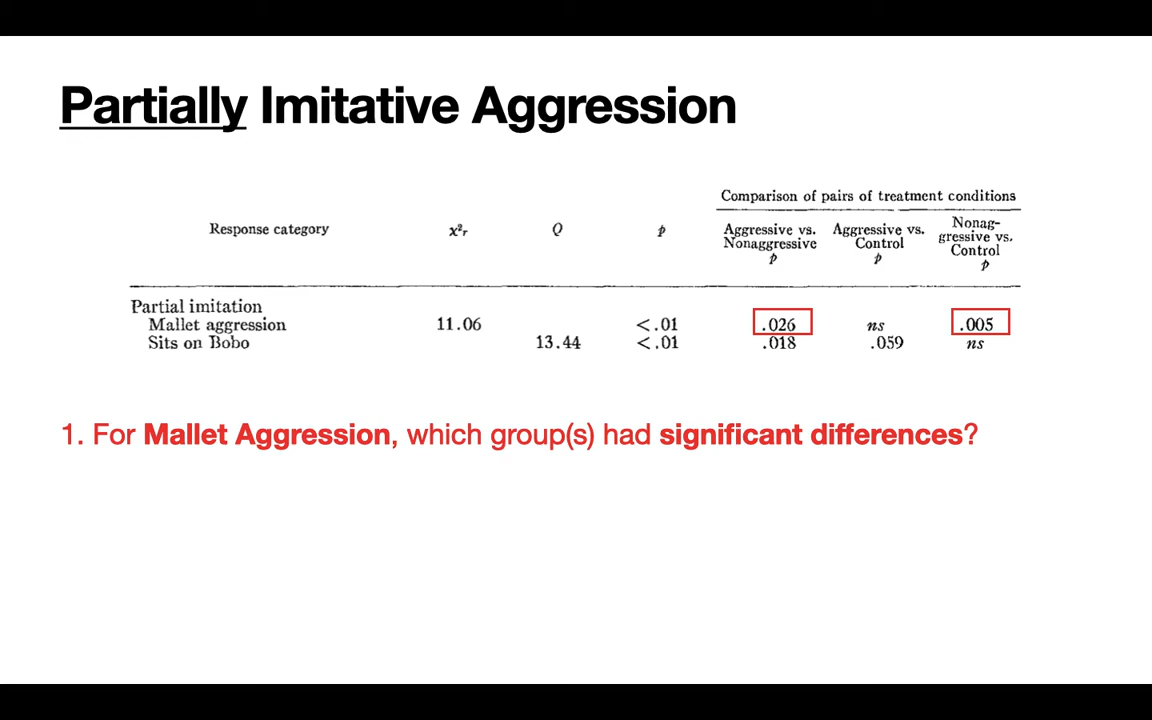 Partially Imitative Aggression
Comparison of pairs of treatment conditions
Response category χ²r Q p Aggressive vs. Nonaggressive p Aggressive vs. Control p Nonag-gressive vs. Control p
Partial imitation
Mallet aggression 11.06 <.01 .026 ns .005
Sits on Bobo 13.44 <.01 .018 .059 ns
1. For Mallet Aggression, which group(s) had significant differences?